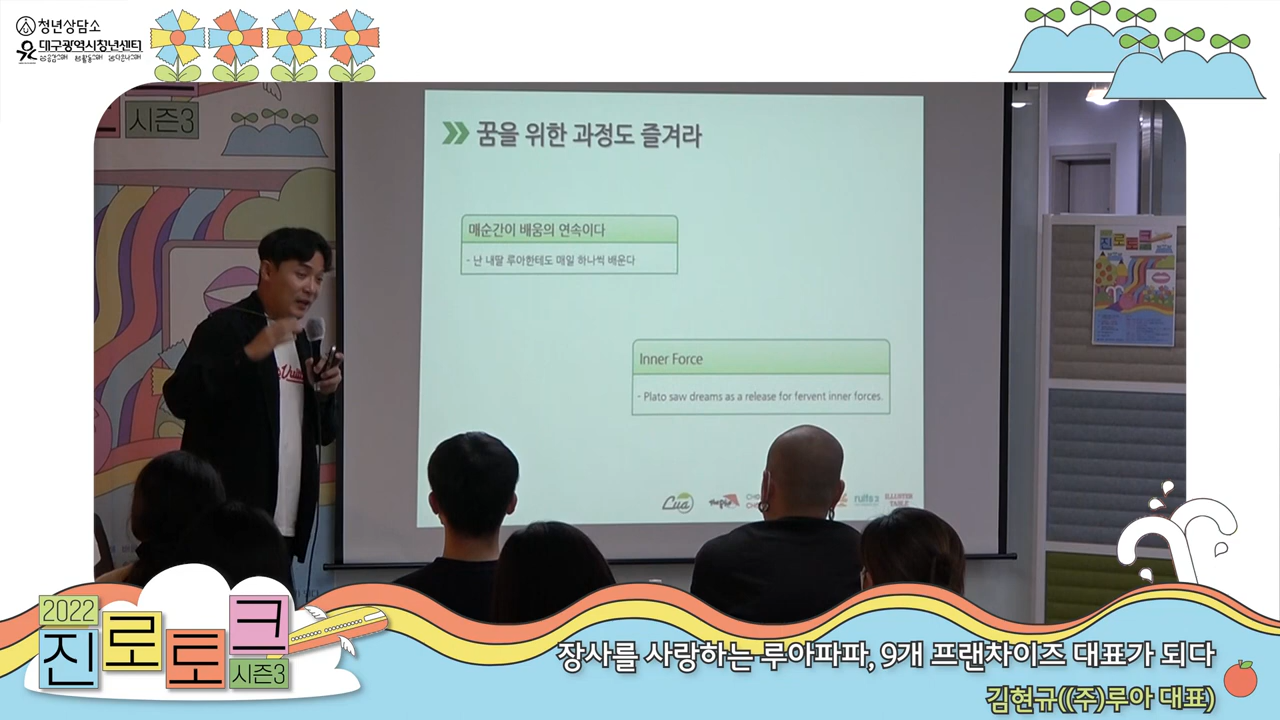 청년상담소
대구광역시청년센터
시즌3
꿈을 위한 과정도 즐겨라
매순간이 배움의 연속이다
- 난 내딸 루아한테도 매일 하나씩 배운다
Inner Force
- Plato saw dreams as a release for fervent inner forces.
Lua
진로토크
2022
진로토크
시즌3
장사를 사랑하는 루아파파, 9개 프랜차이즈 대표가 되다
김현규((주)루아 대표)